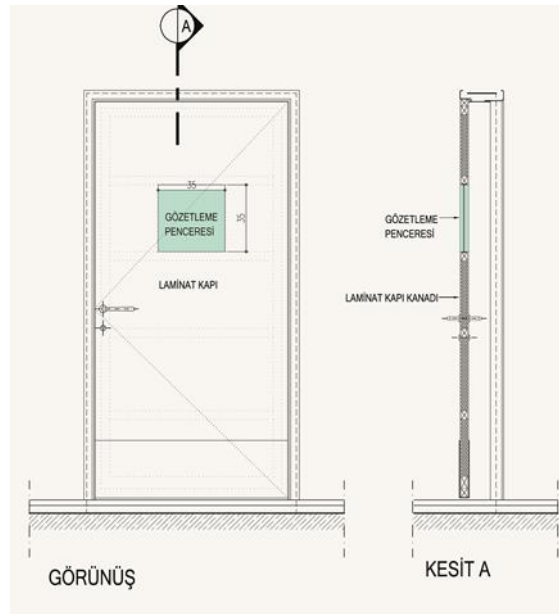 A
35
35
GÖZETLEME
PENCERESİ
LAMİNAT KAPI
GÖZETLEME
PENCERESİ
LAMİNAT KAPI KANADI
GÖRÜNÜŞ
KESİT A